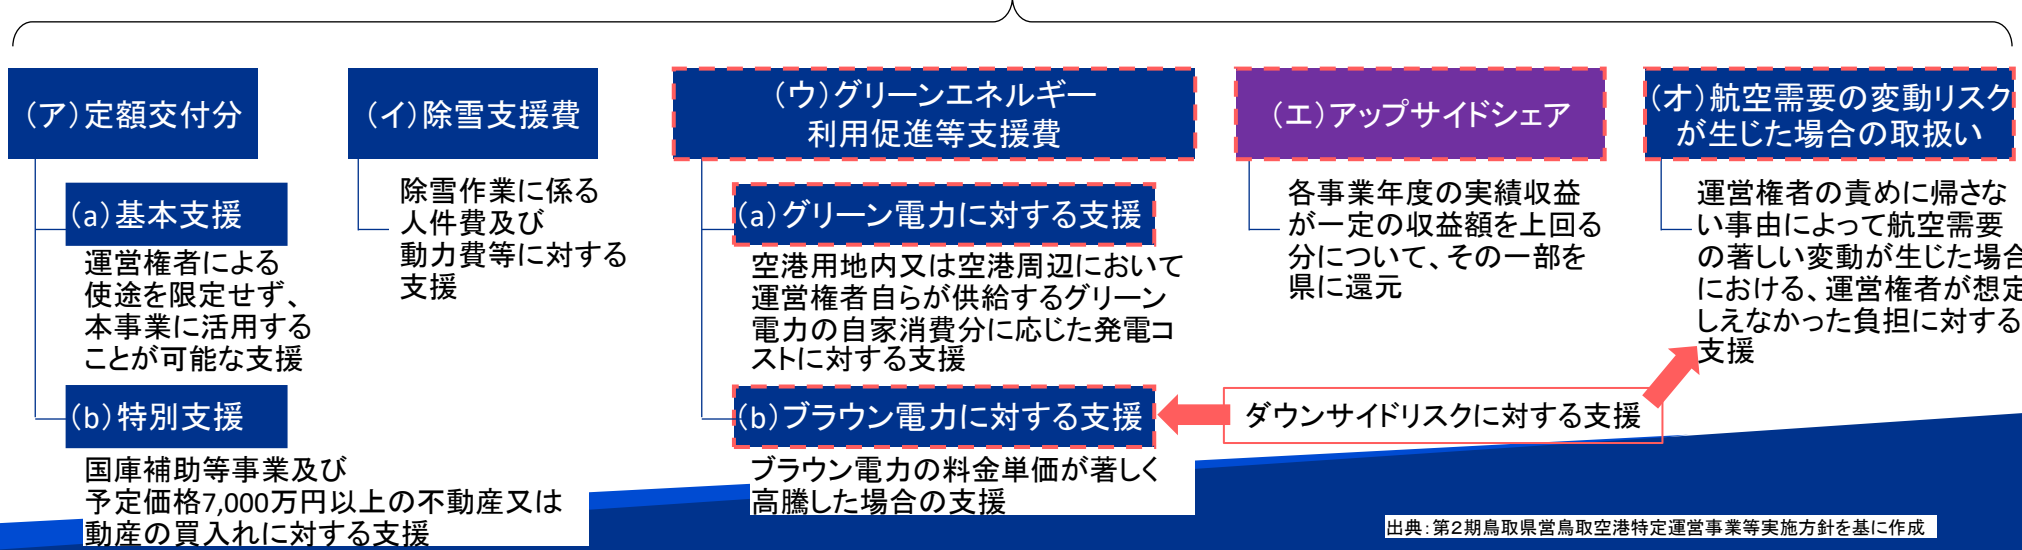 （ア）定額交付分
（a）基本支援
運営権者による
使途を限定せず、
本事業に活用する
ことが可能な支援
（b）特別支援
国庫補助等事業及び
予定価格7,000万円以上の不動産又は
動産の買入れに対する支援
（イ）除雪支援費
除雪作業に係る
人件費及び
動力費等に対する
支援
（ウ）グリーンエネルギー
利用促進等支援費
（a）グリーン電力に対する支援
空港用地内又は空港周辺において
運営権者自らが供給するグリーン
電力の自家消費分に応じた発電コ
ストに対する支援
（b）ブラウン電力に対する支援
ブラウン電力の料金単価が著しく
高騰した場合の支援
（エ）アップサイドシェア
各事業年度の実績収益
が一定の収益額を上回る
分について、その一部を
県に還元
ダウンサイドリスクに対する支援
（オ）航空需要の変動リスク
が生じた場合の取扱い
運営権者の責めに帰さな
い事由によって航空需要
の著しい変動が生じた場合
における、運営権者が想定
しえなかった負担に対する
支援
出典：第2期鳥取県営鳥取空港特定運営事業等実施方針を基に作成